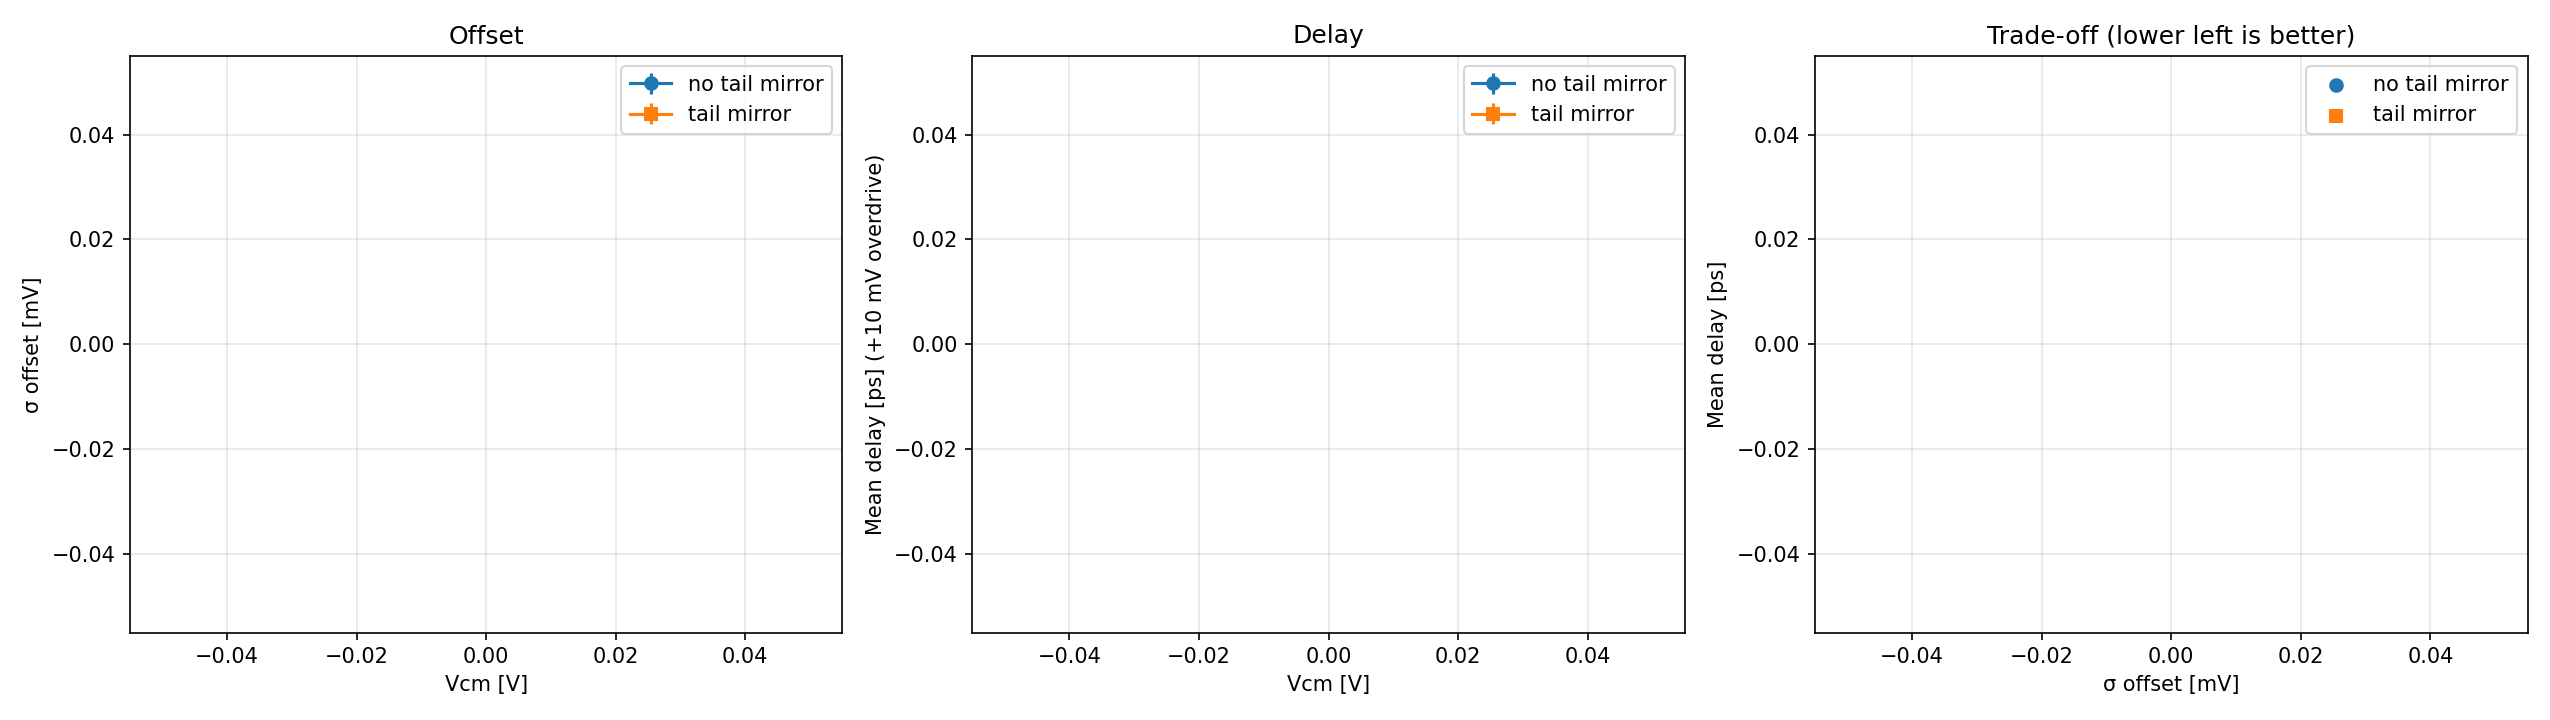 Offset
no tail mirror
tail mirror
σ offset [mV]
0.04
0.02
0.00
−0.02
−0.04
−0.04
−0.02
0.00
0.02
0.04
Vcm [V]
Delay
no tail mirror
tail mirror
Mean delay [ps] (+10 mV overdrive)
0.04
0.02
0.00
−0.02
−0.04
−0.04
−0.02
0.00
0.02
0.04
Vcm [V]
Trade-off (lower left is better)
no tail mirror
tail mirror
Mean delay [ps]
0.04
0.02
0.00
−0.02
−0.04
−0.04
−0.02
0.00
0.02
0.04
σ offset [mV]